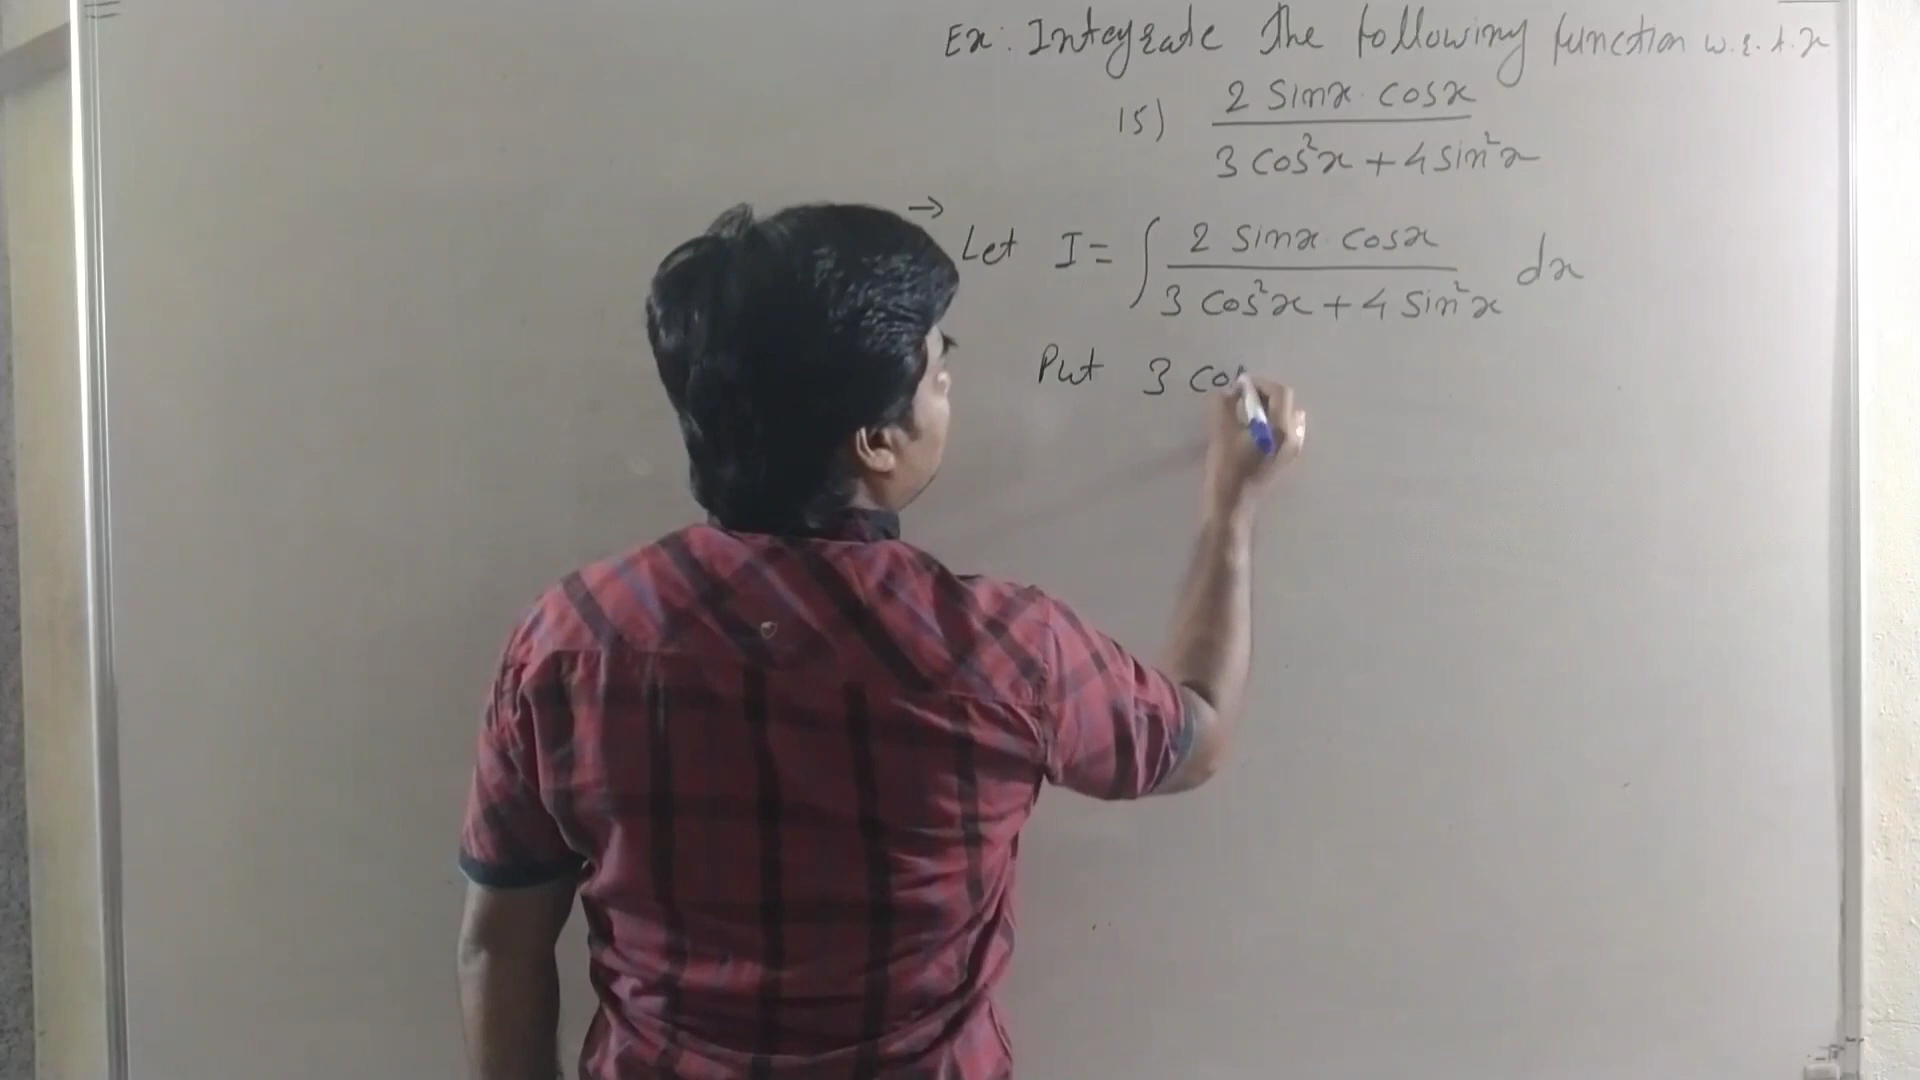 Ex: Integrate the following function w.r.t. x
15) 2 sinx · cosx / 3 cos²x + 4 sin²x
→
Let I = ∫ 2 sinx · cosx / 3 cos²x + 4 sin²x dx
Put 3 cos